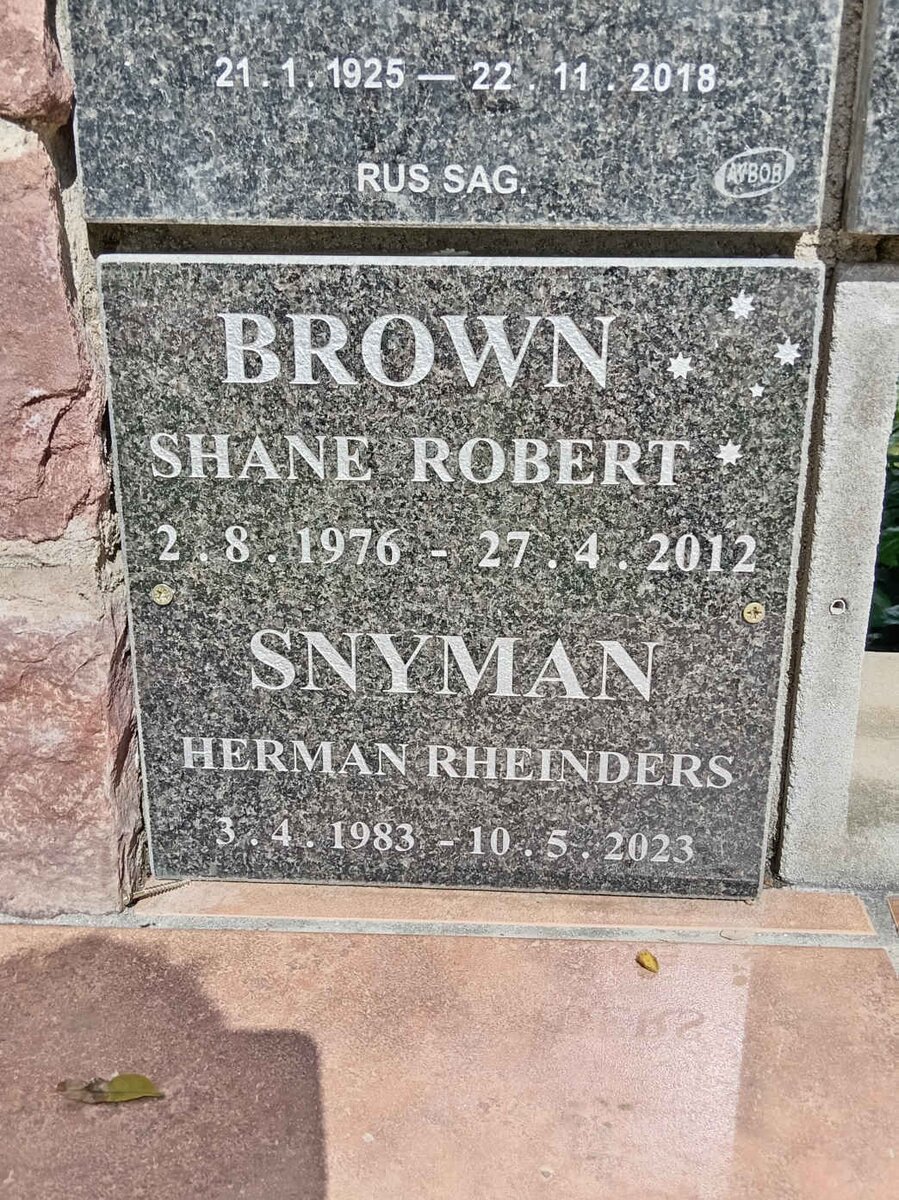 21 . 1 . 1925 — 22 . 11 . 2018
RUS SAG.
AVBOB
BROWN
SHANE ROBERT
2 . 8 . 1976 - 27 . 4 . 2012
SNYMAN
HERMAN RHEINDERS
3 . 4 . 1983 - 10 . 5 . 2023